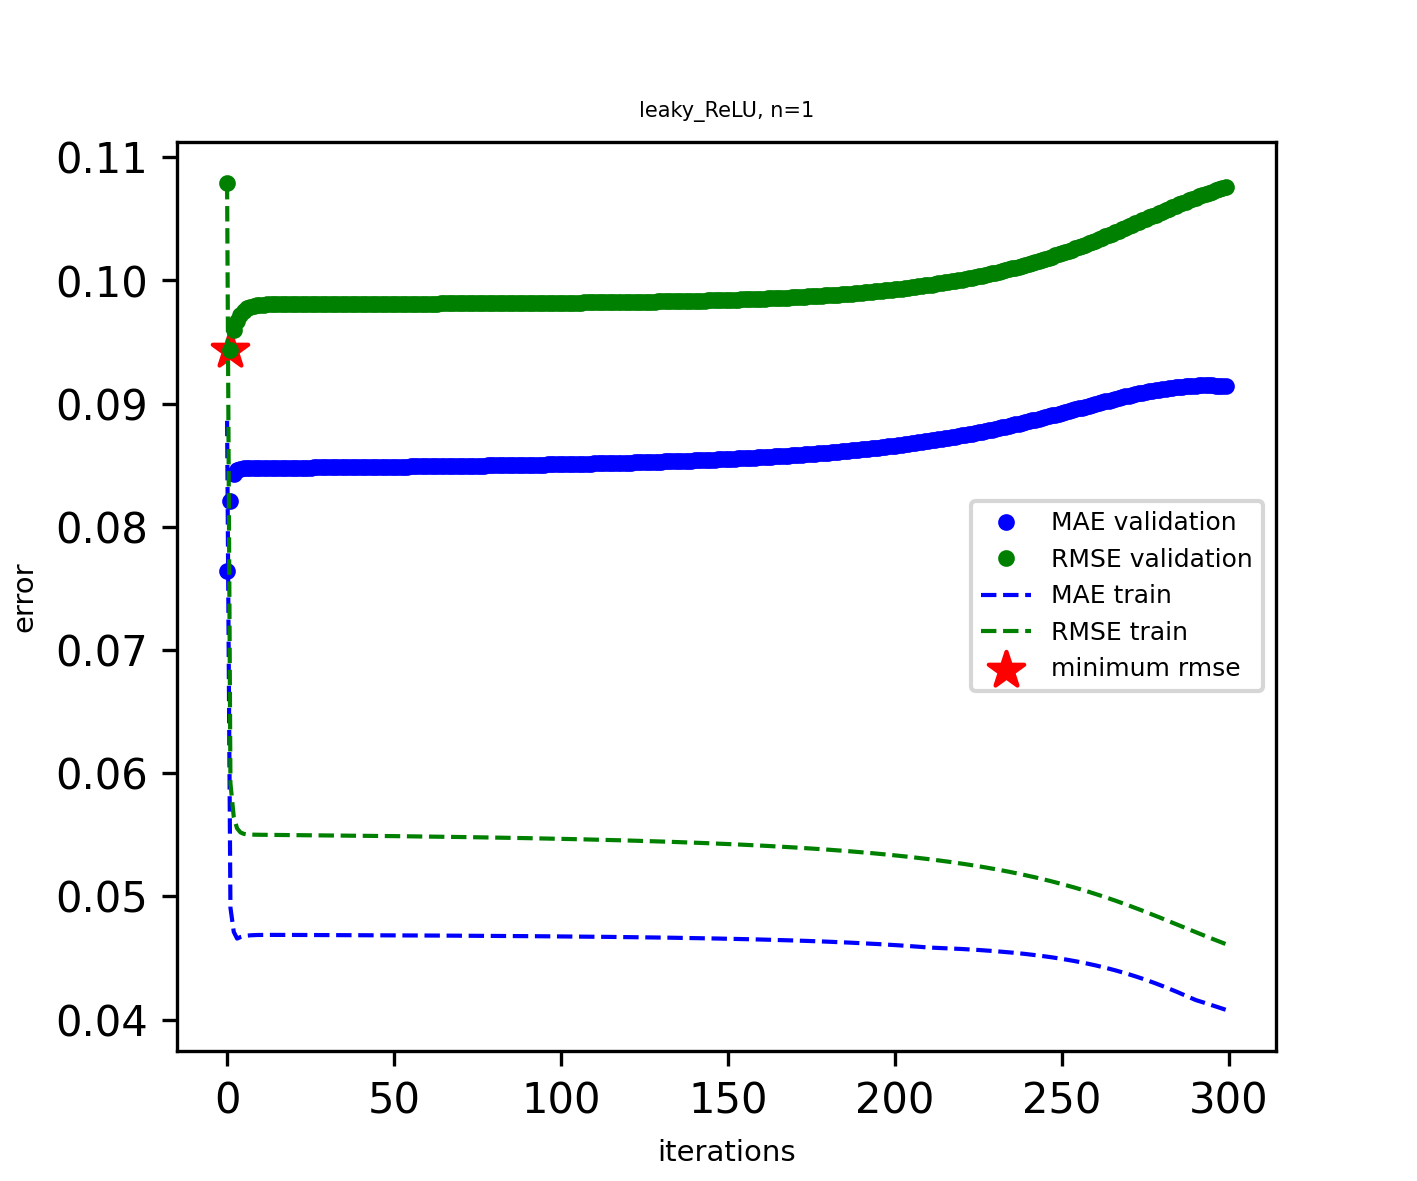 leaky_ReLU, n=1
0.11
0.10
0.09
0.08
0.07
0.06
0.05
0.04
error
MAE validation
RMSE validation
MAE train
RMSE train
minimum rmse
0 50 100 150 200 250 300
iterations